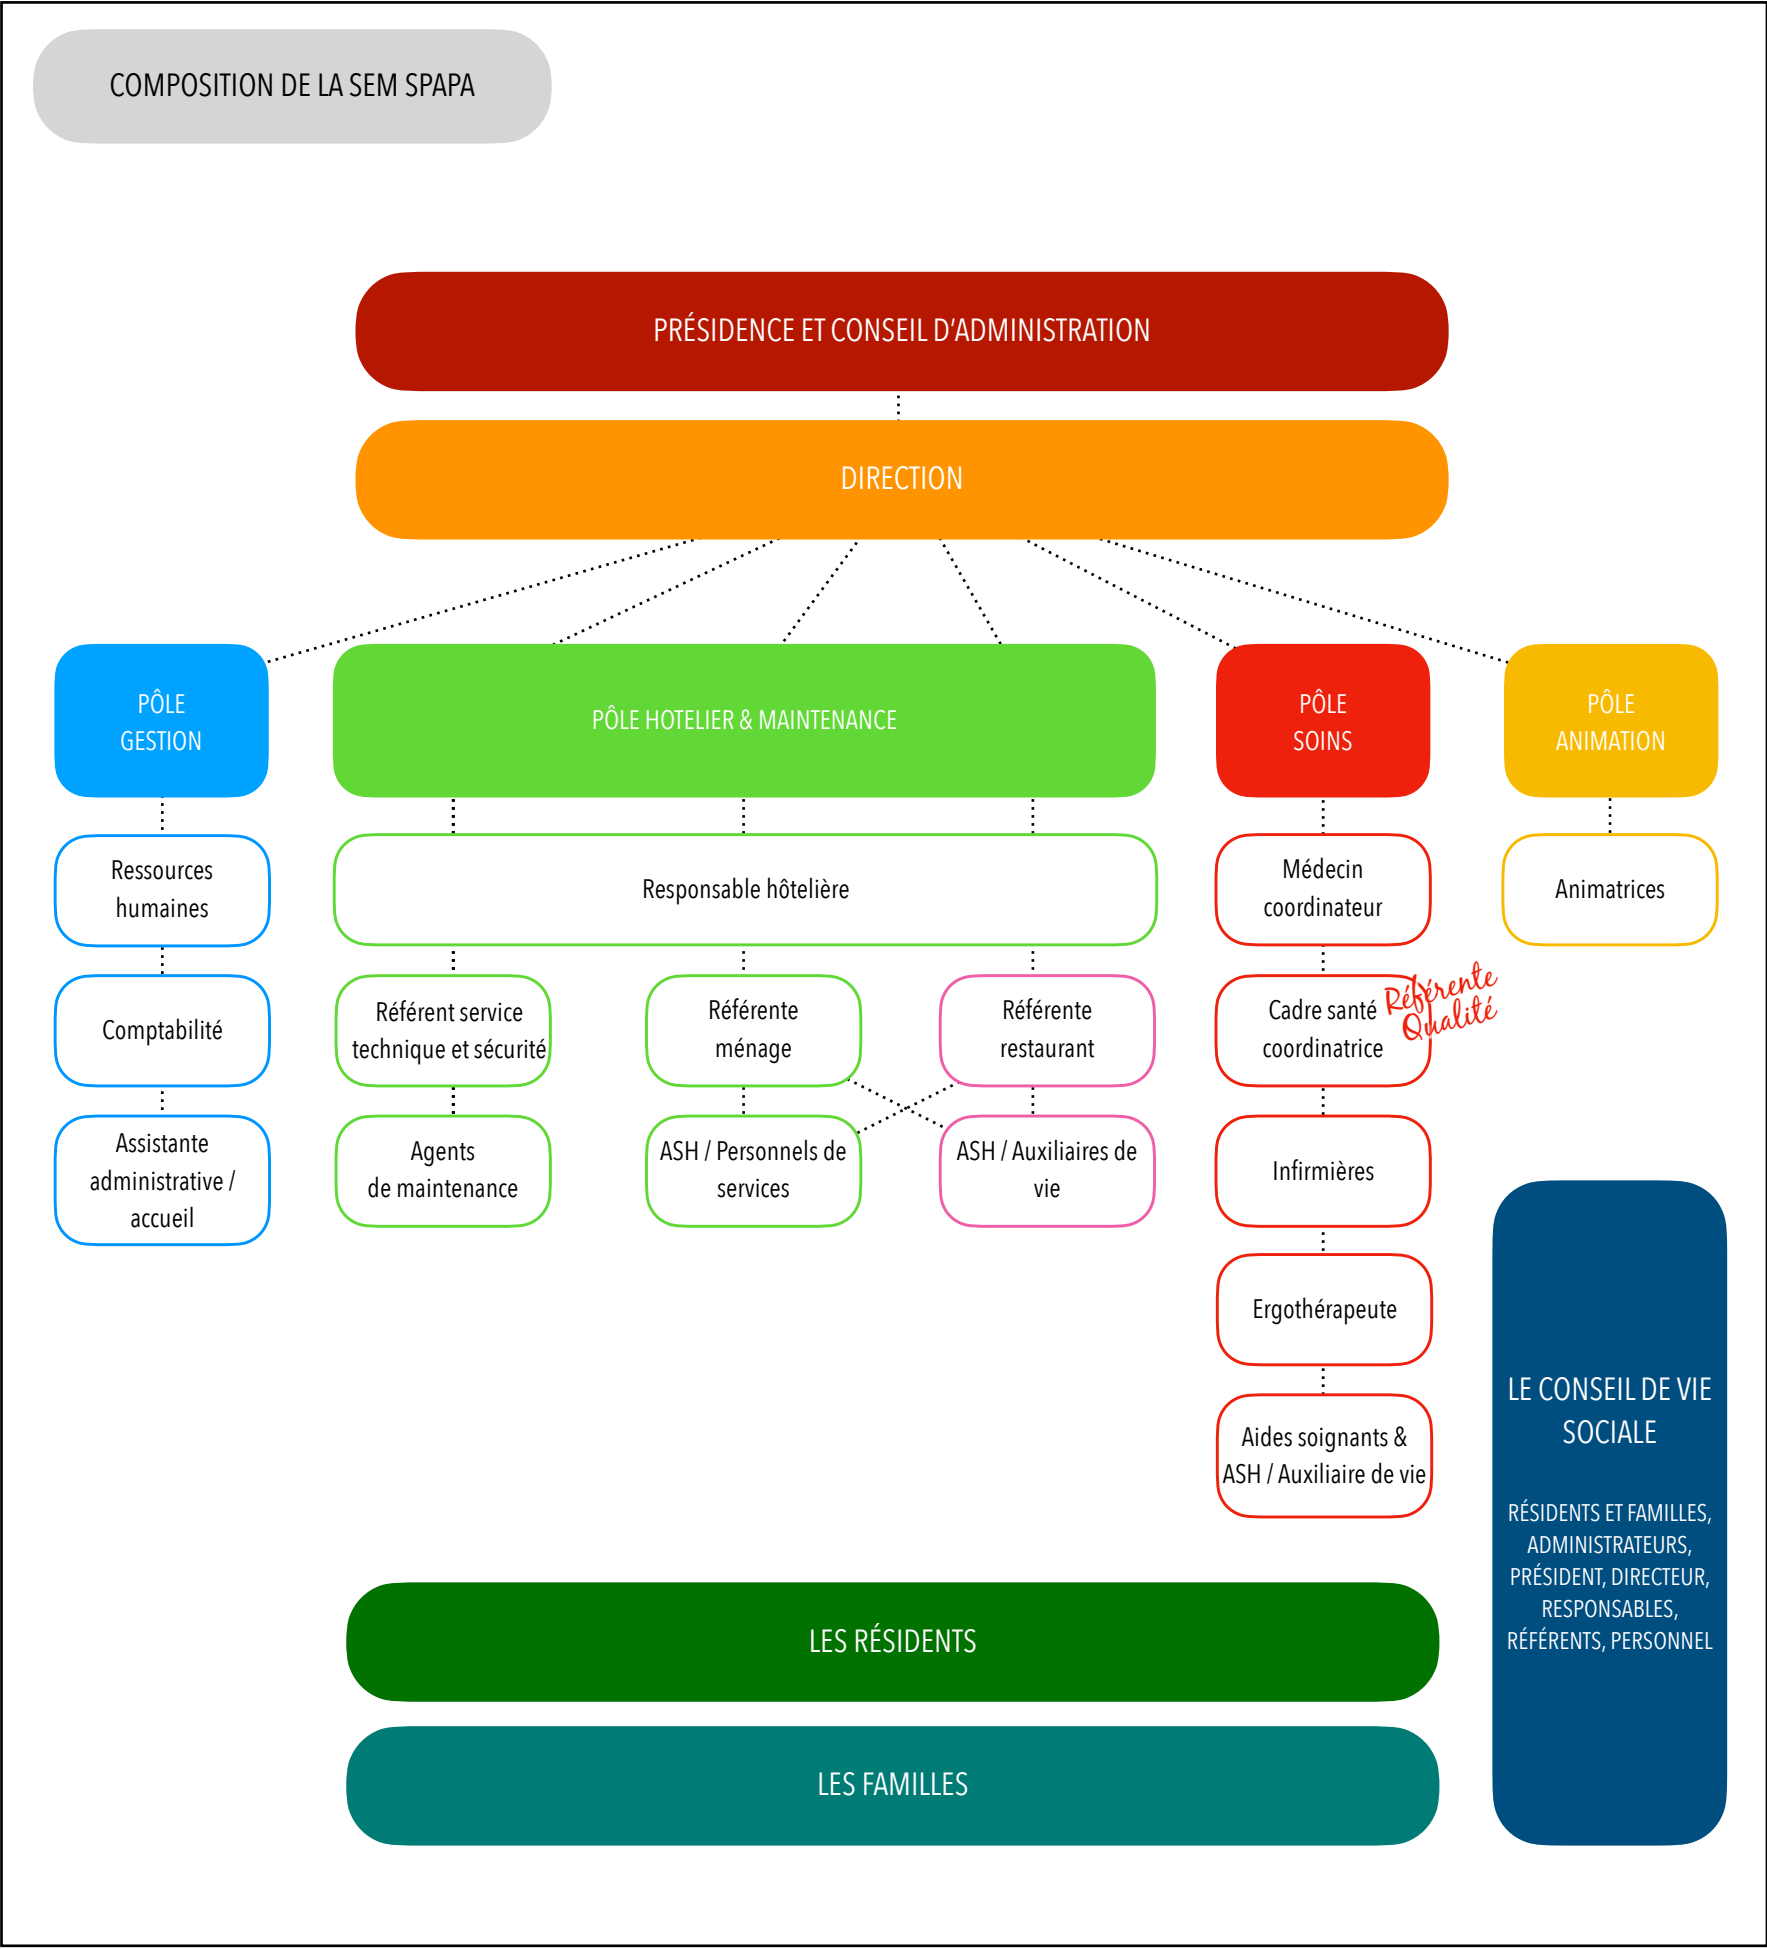 COMPOSITION DE LA SEM SPAPA
PRÉSIDENCE ET CONSEIL D'ADMINISTRATION
DIRECTION
PÔLE
GESTION
PÔLE HOTELIER & MAINTENANCE
PÔLE
SOINS
PÔLE
ANIMATION
Ressources
humaines
Responsable hôtelière
Médecin
coordinateur
Animatrices
Comptabilité
Référent service
technique et sécurité
Référente
ménage
Référente
restaurant
Cadre santé
coordinatrice
Référente
Qualité
Assistante
administrative /
accueil
Agents
de maintenance
ASH / Personnels de
services
ASH / Auxiliaires de
vie
Infirmières
Ergothérapeute
Aides soignants &
ASH / Auxiliaire de vie
LE CONSEIL DE VIE
SOCIALE
RÉSIDENTS ET FAMILLES,
ADMINISTRATEURS,
PRÉSIDENT, DIRECTEUR,
RESPONSABLES,
RÉFÉRENTS, PERSONNEL
LES RÉSIDENTS
LES FAMILLES